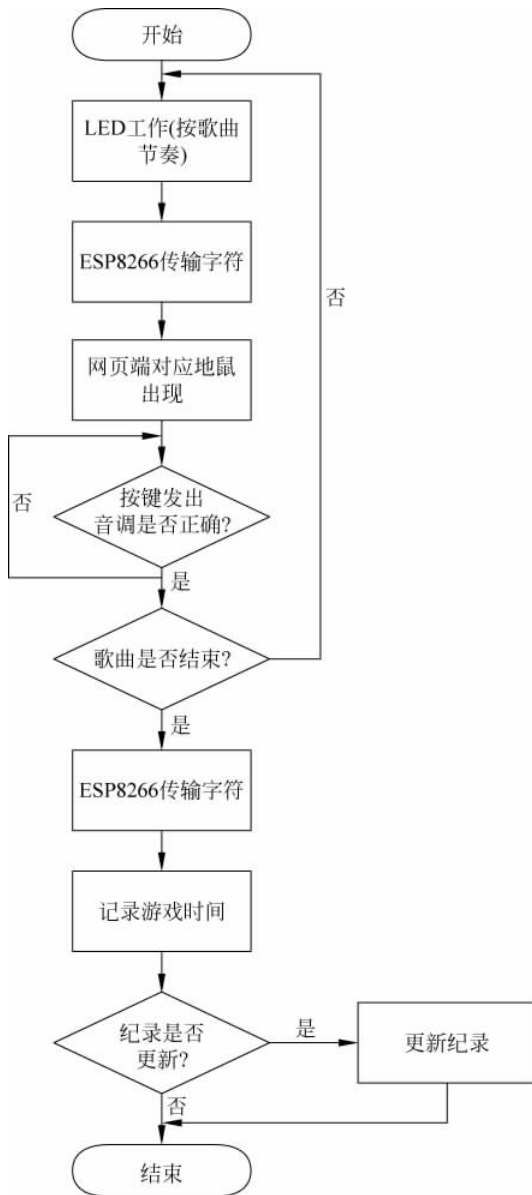 开始
LED工作(按歌曲
节奏)
ESP8266传输字符
否
网页端对应地鼠
出现
否
按键发出
音调是否正确?
是
歌曲是否结束?
是
ESP8266传输字符
记录游戏时间
纪录是否
更新?
是
更新纪录
否
结束